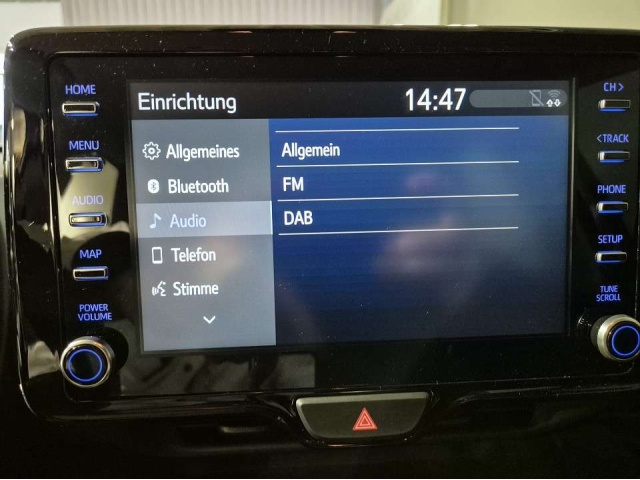 HOME
MENU
AUDIO
MAP
POWER
VOLUME
Einrichtung
14:47
Allgemeines
Bluetooth
Audio
Telefon
Stimme
Allgemein
FM
DAB
CH >
< TRACK
PHONE
SETUP
TUNE
SCROLL